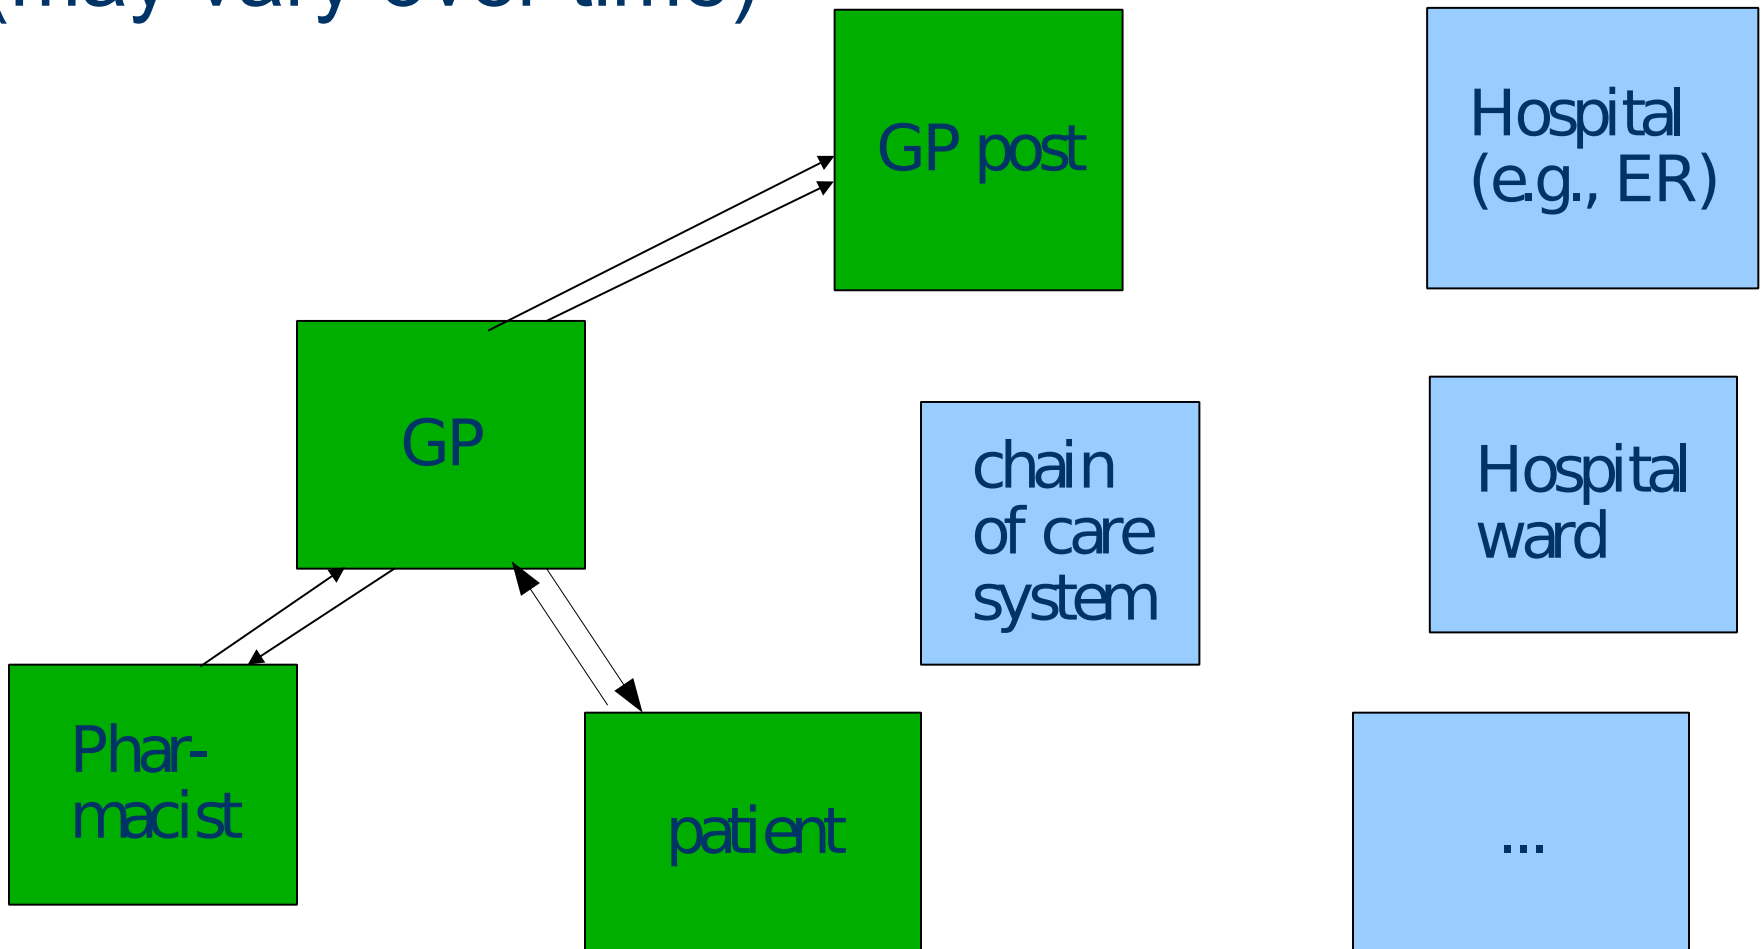 (may vary over time)
GP post
Hospital
(e.g., ER)
GP
chain
of care
system
Hospital
ward
Phar-
macist
patient
...